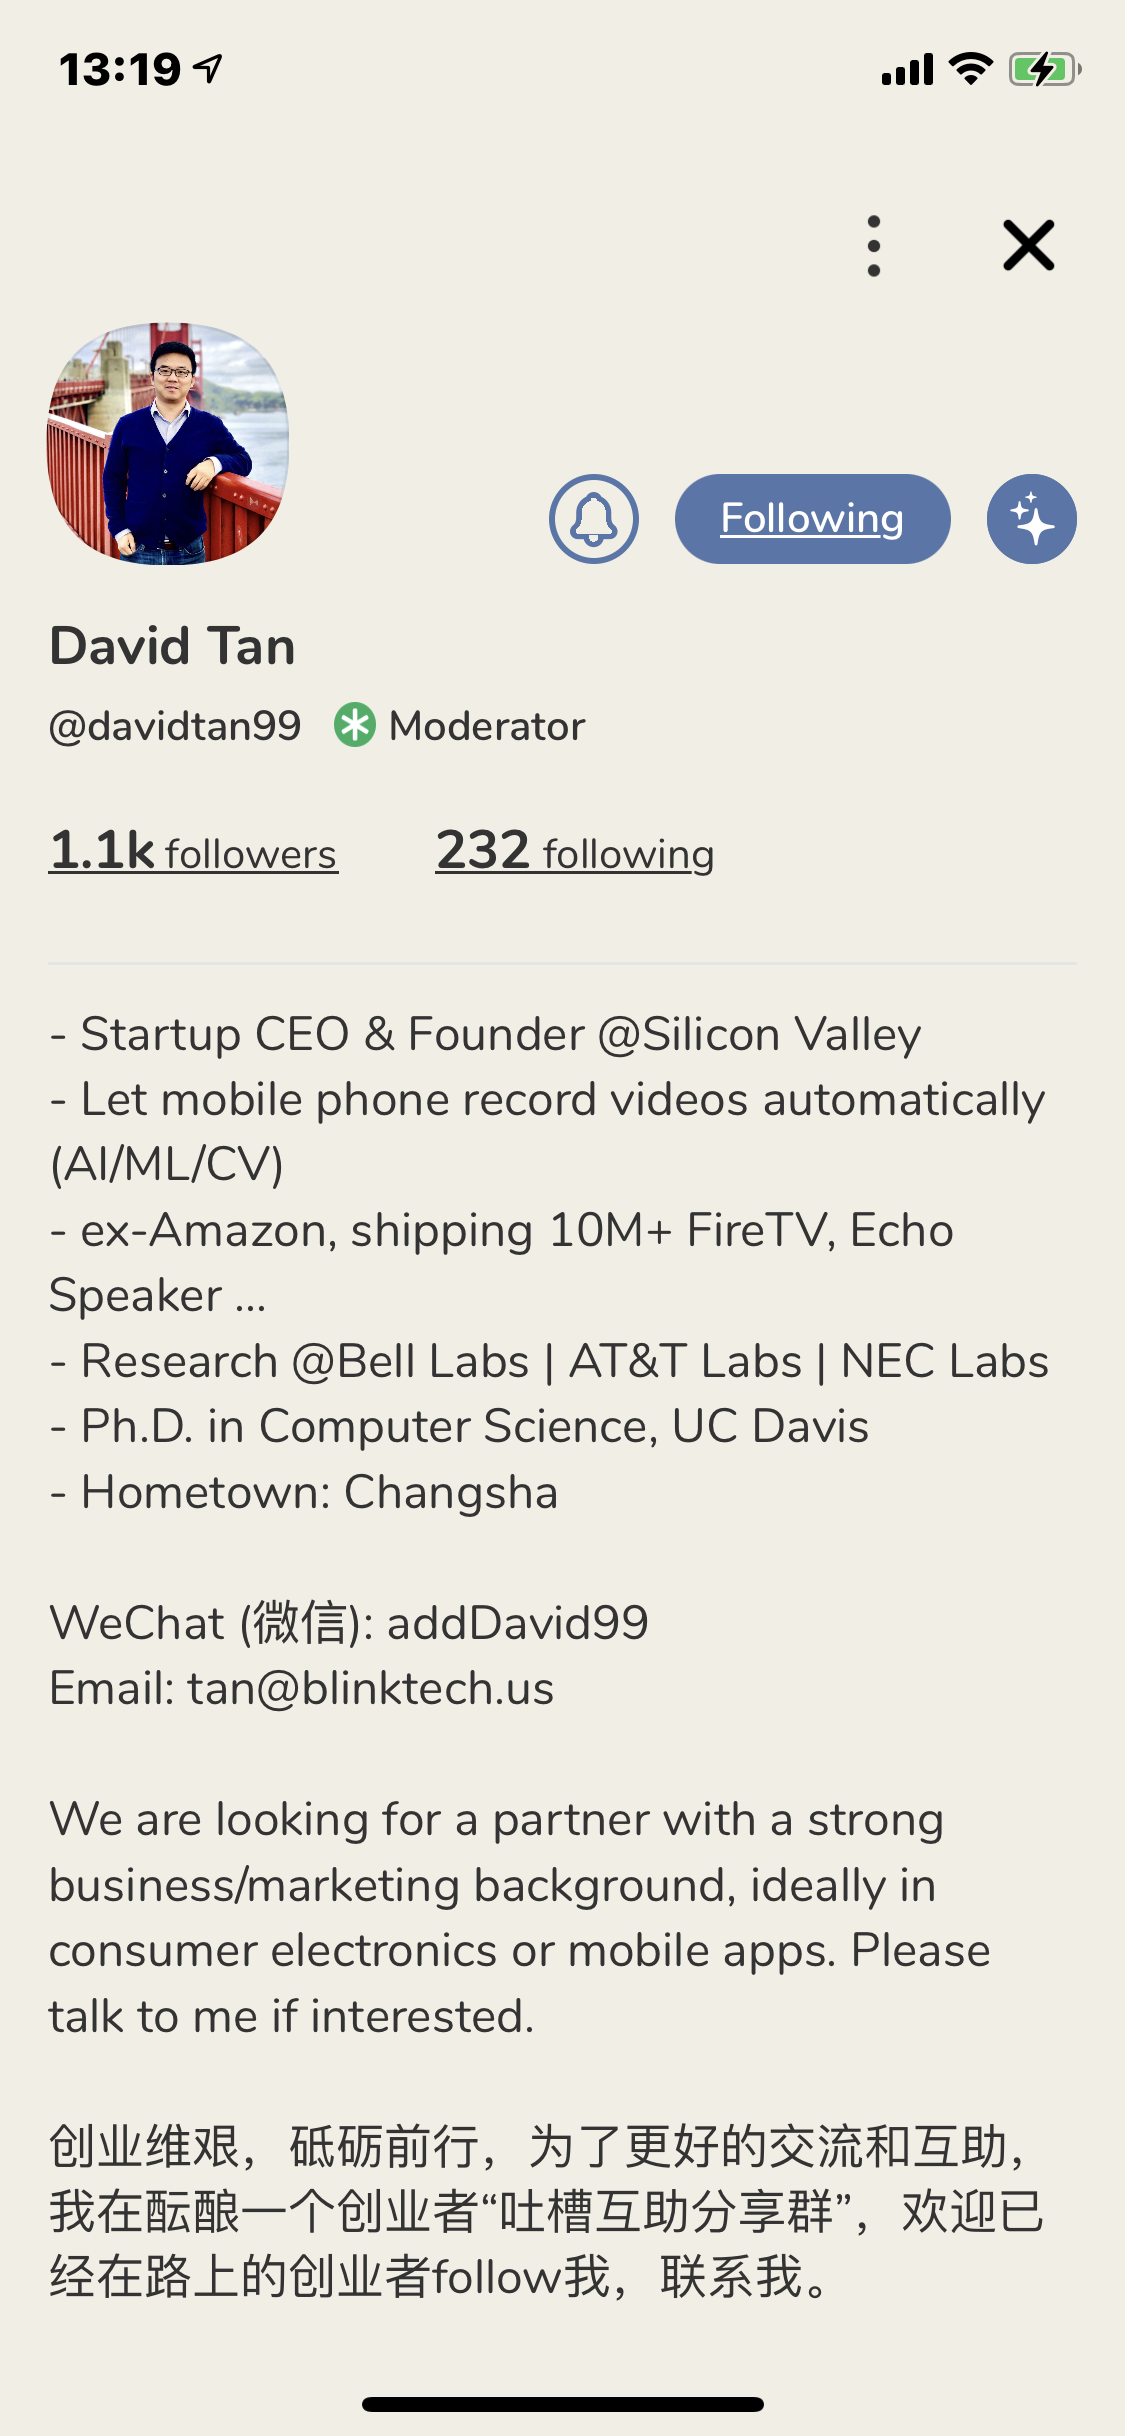 13:19
Following
David Tan
@davidtan99 Moderator
1.1k followers 232 following
- Startup CEO & Founder @Silicon Valley
- Let mobile phone record videos automatically
(AI/ML/CV)
- ex-Amazon, shipping 10M+ FireTV, Echo
Speaker ...
- Research @Bell Labs | AT&T Labs | NEC Labs
- Ph.D. in Computer Science, UC Davis
- Hometown: Changsha
WeChat (微信): addDavid99
Email: tan@blinktech.us
We are looking for a partner with a strong
business/marketing background, ideally in
consumer electronics or mobile apps. Please
talk to me if interested.
创业维艰，砥砺前行，为了更好的交流和互助，
我在酝酿一个创业者“吐槽互助分享群”，欢迎已
经在路上的创业者follow我，联系我。